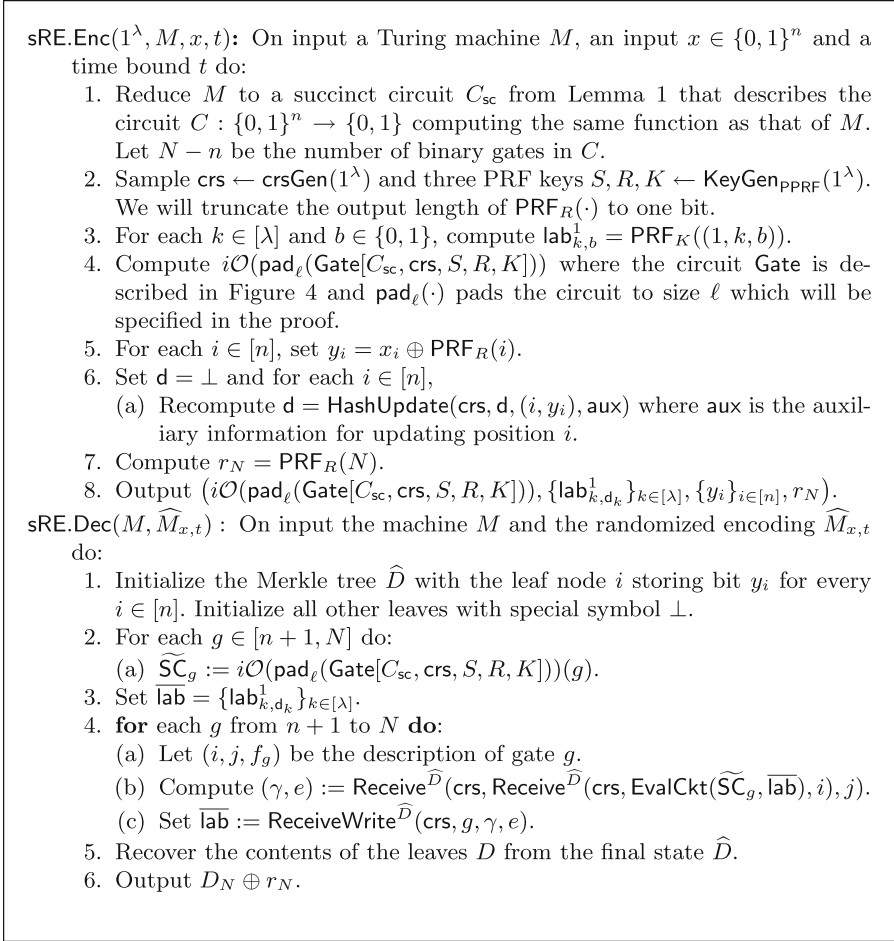 sRE.Enc(1^λ, M, x, t): On input a Turing machine M, an input x ∈ {0, 1}^n and a
time bound t do:
1. Reduce M to a succinct circuit C_sc from Lemma 1 that describes the
circuit C : {0, 1}^n → {0, 1} computing the same function as that of M.
Let N − n be the number of binary gates in C.
2. Sample crs ← crsGen(1^λ) and three PRF keys S, R, K ← KeyGen_PPRF(1^λ).
We will truncate the output length of PRF_R(·) to one bit.
3. For each k ∈ [λ] and b ∈ {0, 1}, compute lab^1_{k,b} = PRF_K((1, k, b)).
4. Compute iO(pad_ℓ(Gate[C_sc, crs, S, R, K])) where the circuit Gate is de-
scribed in Figure 4 and pad_ℓ(·) pads the circuit to size ℓ which will be
specified in the proof.
5. For each i ∈ [n], set y_i = x_i ⊕ PRF_R(i).
6. Set d = ⊥ and for each i ∈ [n],
(a) Recompute d = HashUpdate(crs, d, (i, y_i), aux) where aux is the auxil-
iary information for updating position i.
7. Compute r_N = PRF_R(N).
8. Output (iO(pad_ℓ(Gate[C_sc, crs, S, R, K])), {lab^1_{k,d_k}}_{k∈[λ]}, {y_i}_{i∈[n]}, r_N).
sRE.Dec(M, M̂_{x,t}) : On input the machine M and the randomized encoding M̂_{x,t}
do:
1. Initialize the Merkle tree D̂ with the leaf node i storing bit y_i for every
i ∈ [n]. Initialize all other leaves with special symbol ⊥.
2. For each g ∈ [n + 1, N] do:
(a) S̃C_g := iO(pad_ℓ(Gate[C_sc, crs, S, R, K]))(g).
3. Set \overline{lab} = {lab^1_{k,d_k}}_{k∈[λ]}.
4. for each g from n + 1 to N do:
(a) Let (i, j, f_g) be the description of gate g.
(b) Compute (γ, e) := Receive^D̂(crs, Receive^D̂(crs, EvalCkt(S̃C_g, \overline{lab}), i), j).
(c) Set \overline{lab} := ReceiveWrite^D̂(crs, g, γ, e).
5. Recover the contents of the leaves D from the final state D̂.
6. Output D_N ⊕ r_N.